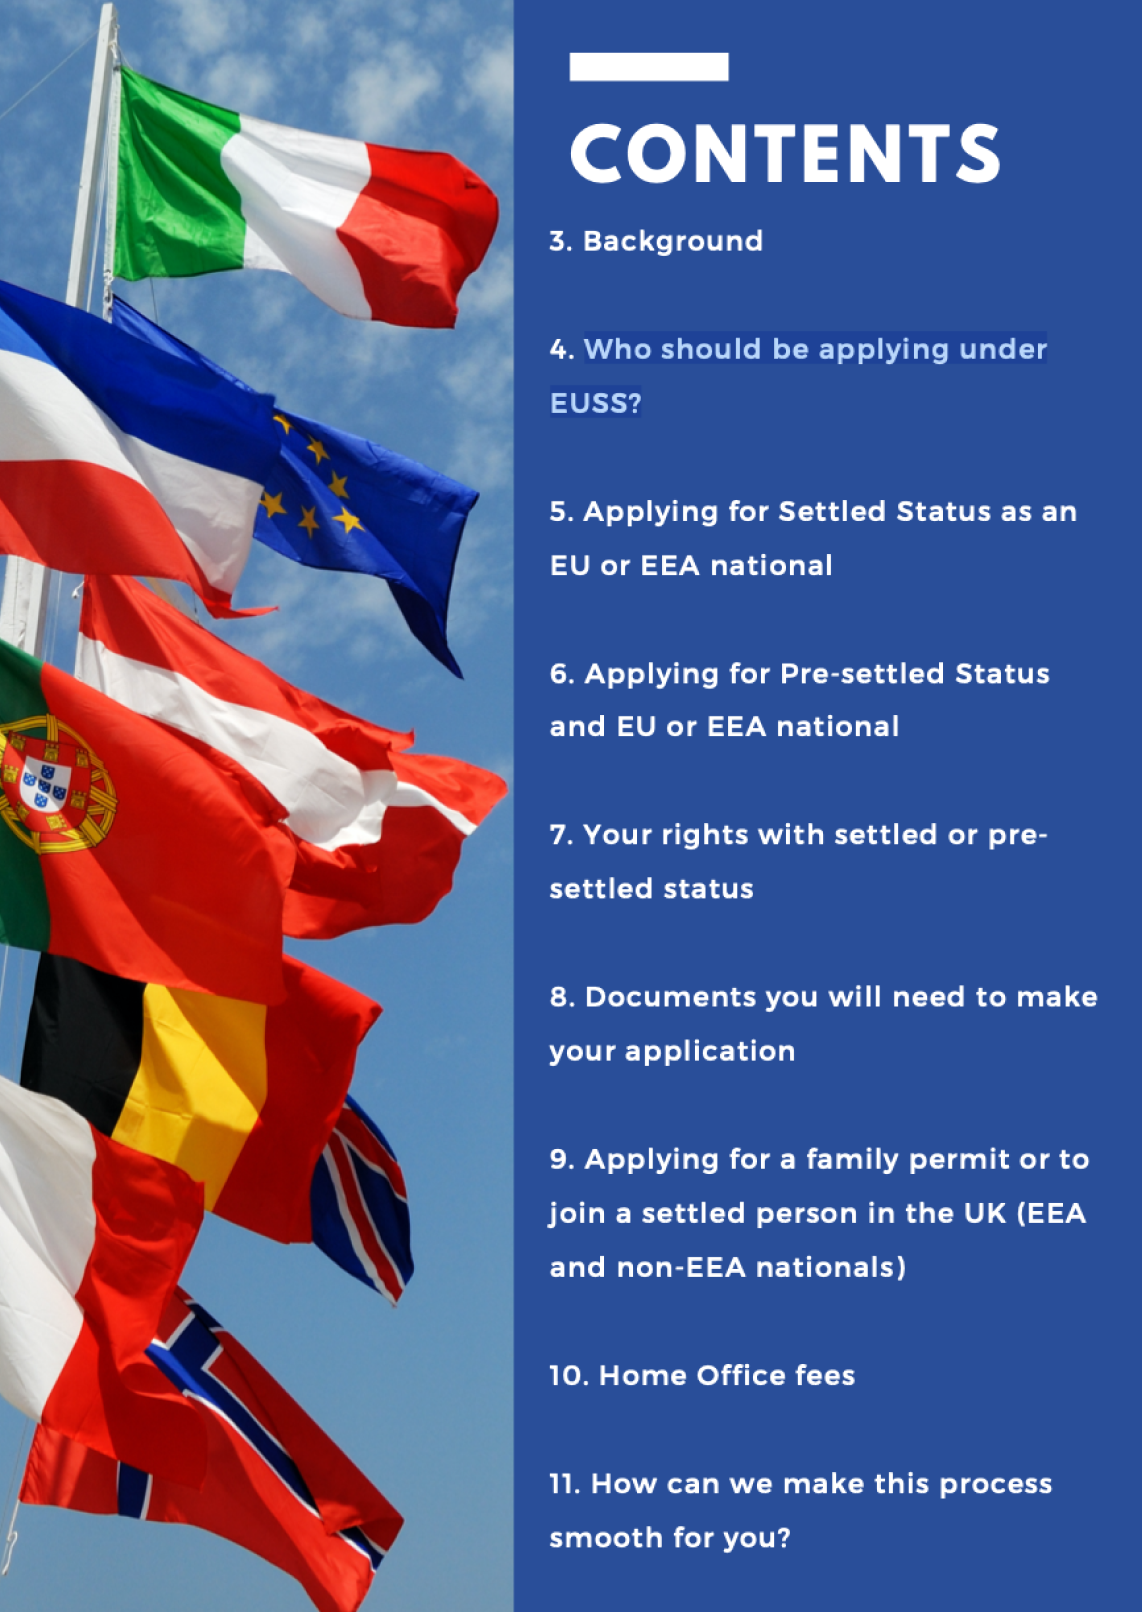 CONTENTS
3. Background
4. Who should be applying under
EUSS?
5. Applying for Settled Status as an
EU or EEA national
6. Applying for Pre-settled Status
and EU or EEA national
7. Your rights with settled or pre-
settled status
8. Documents you will need to make
your application
9. Applying for a family permit or to
join a settled person in the UK (EEA
and non-EEA nationals)
10. Home Office fees
11. How can we make this process
smooth for you?